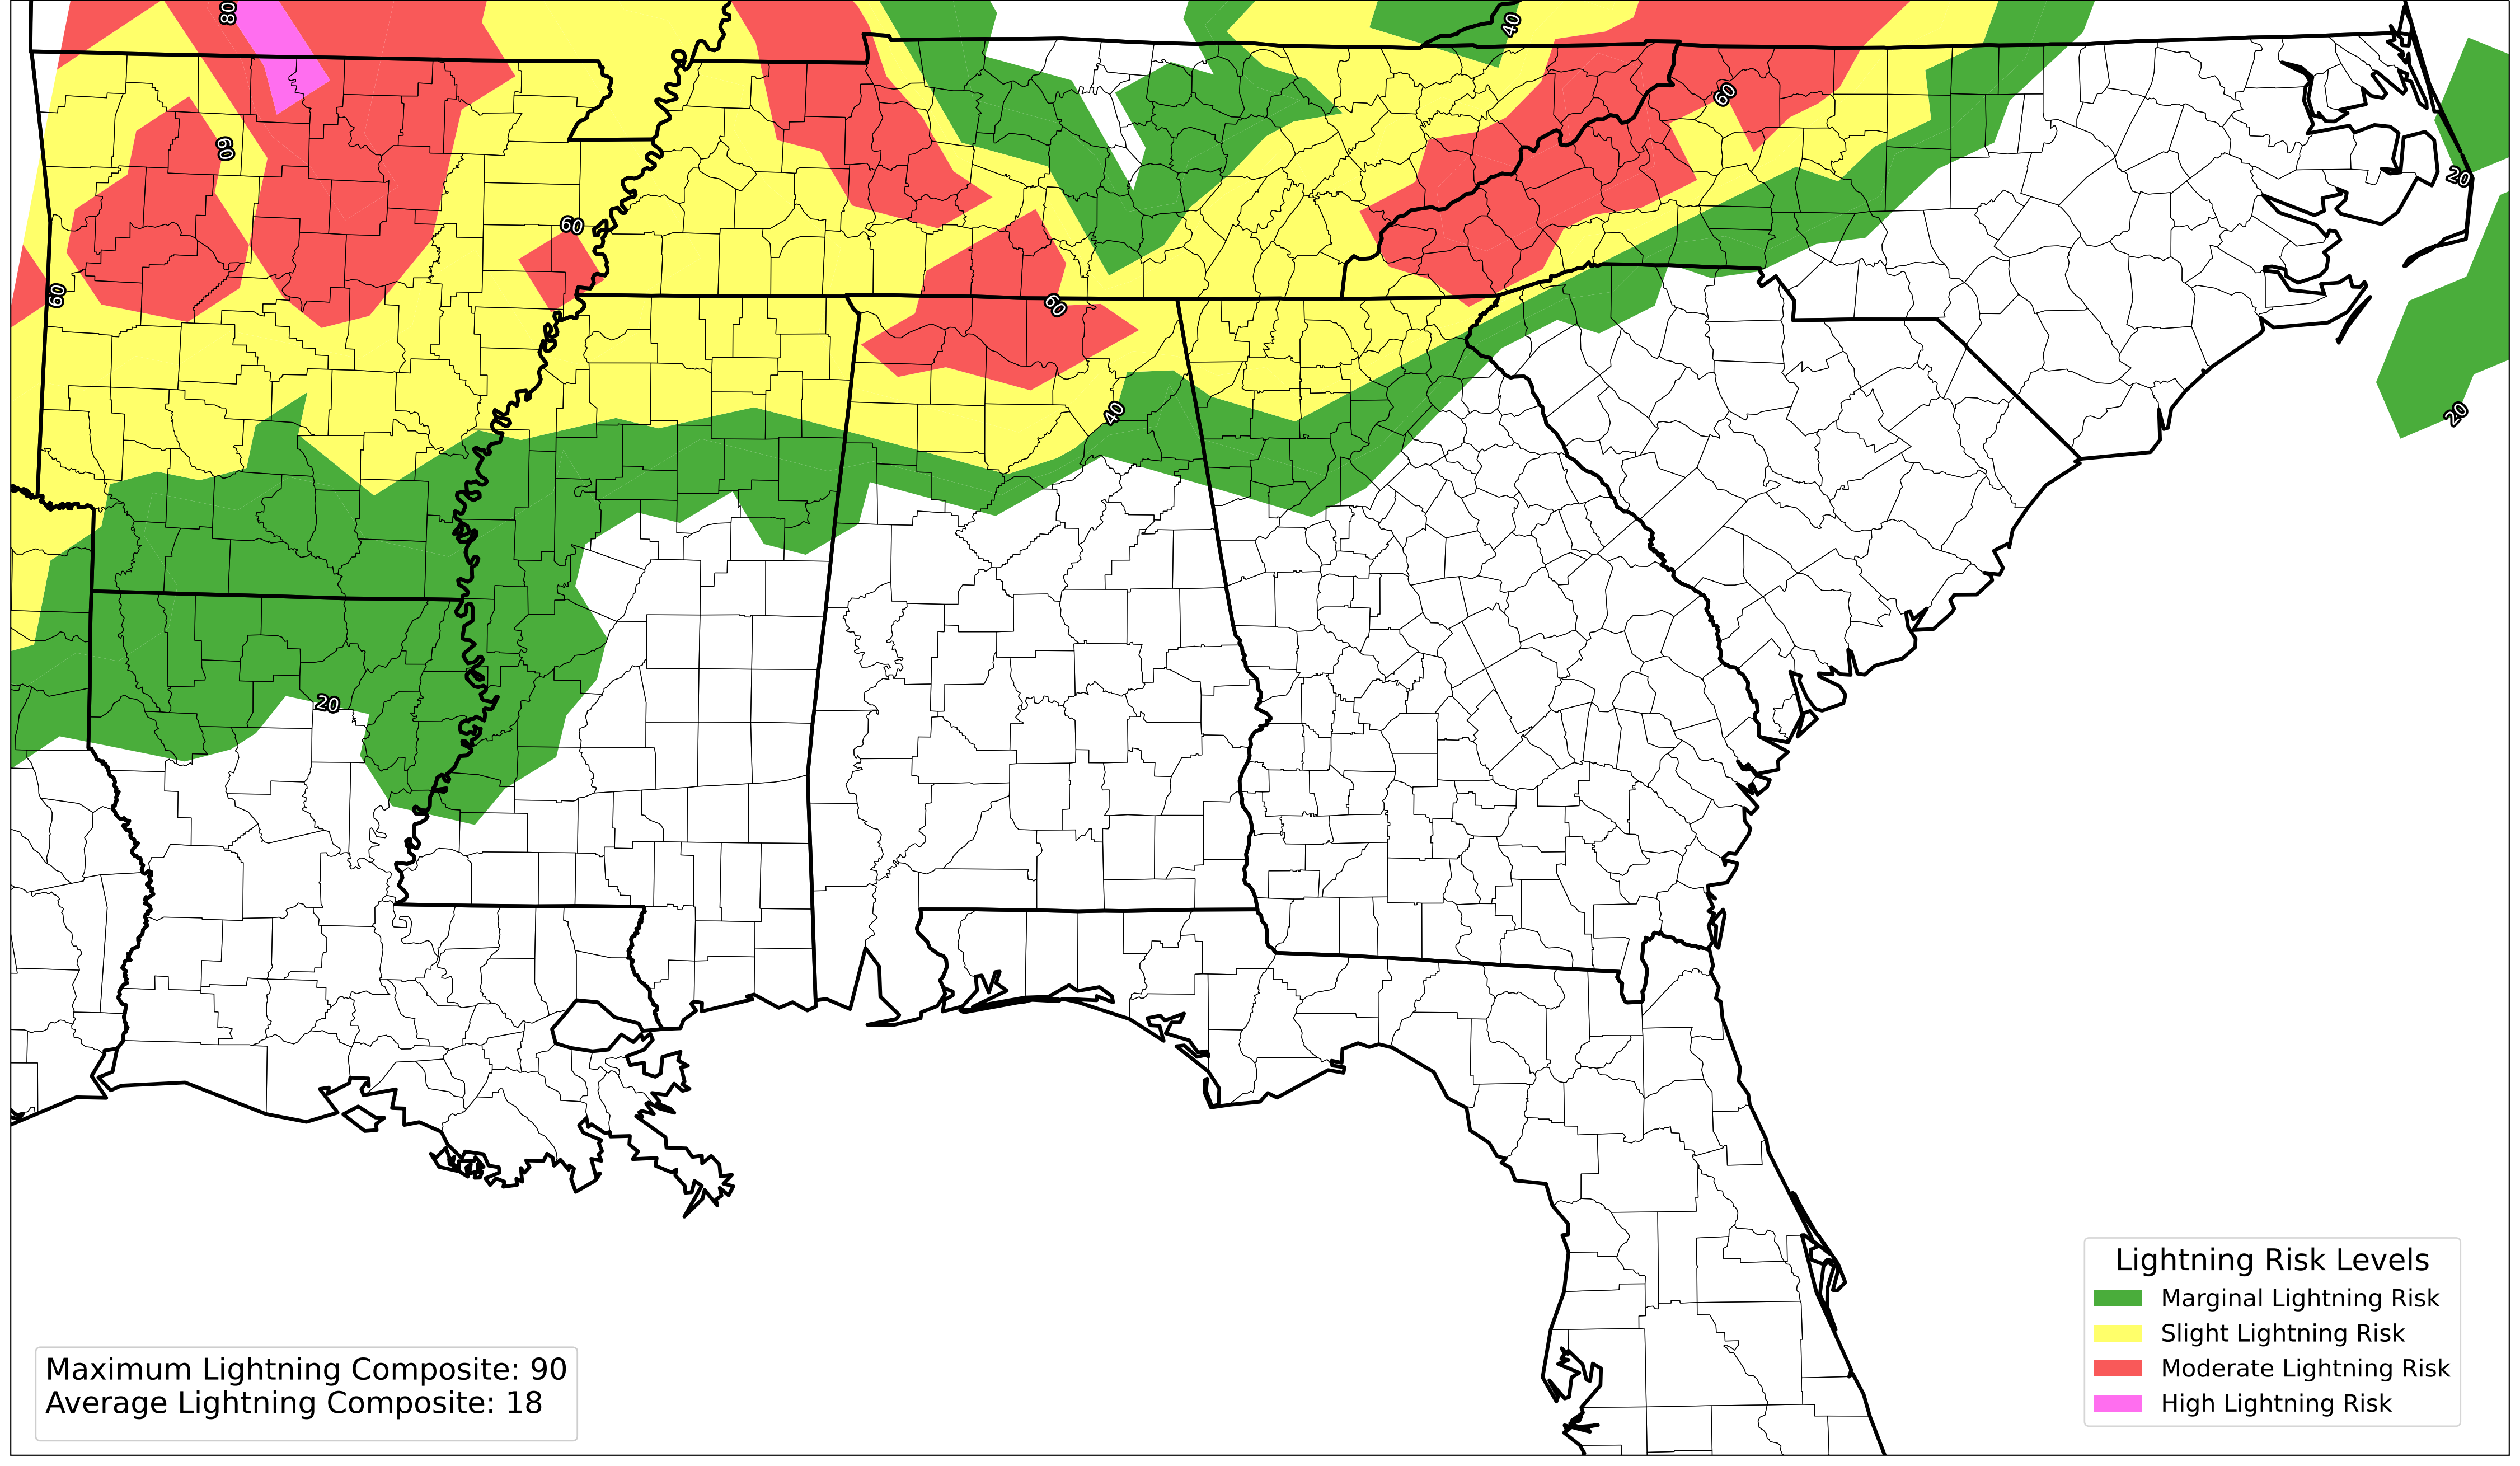 80
40
60
60
20
60
60
60
40
20
20
Lightning Risk Levels
Marginal Lightning Risk
Slight Lightning Risk
Moderate Lightning Risk
High Lightning Risk
Maximum Lightning Composite: 90
Average Lightning Composite: 18